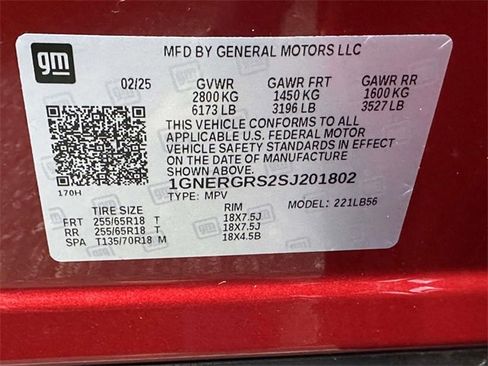 gm
MFD BY GENERAL MOTORS LLC
02/25 GVWR GAWR FRT GAWR RR
2800 KG 1450 KG 1600 KG
6173 LB 3196 LB 3527 LB
THIS VEHICLE CONFORMS TO ALL
APPLICABLE U.S. FEDERAL MOTOR
VEHICLE SAFETY STANDARDS IN EFFECT
ON THE DATE OF MANUFACTURE
SHOWN ABOVE.
1GNERGRS2SJ201802
170H
TYPE: MPV MODEL: 221LB56
TIRE SIZE RIM
FRT 255/65R18 T 18X7.5J
RR 255/65R18 T 18X7.5J
SPA T135/70R18 M 18X4.5B